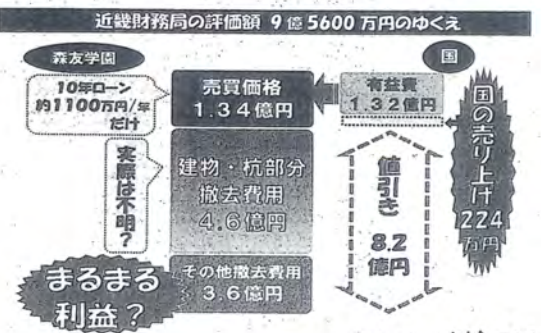 近畿財務局の評価額 9億5600万円のゆくえ
森友学園
国
10年ローン
約1100万円/年
だけ
売買価格
1.34億円
有益費
1.32億円
国の売り上げ
224
万円
実際は不明?
建物・杭部分
撤去費用
4.6億円
値引き
8.2
億円
まるまる
利益?
その他撤去費用
3.6億円